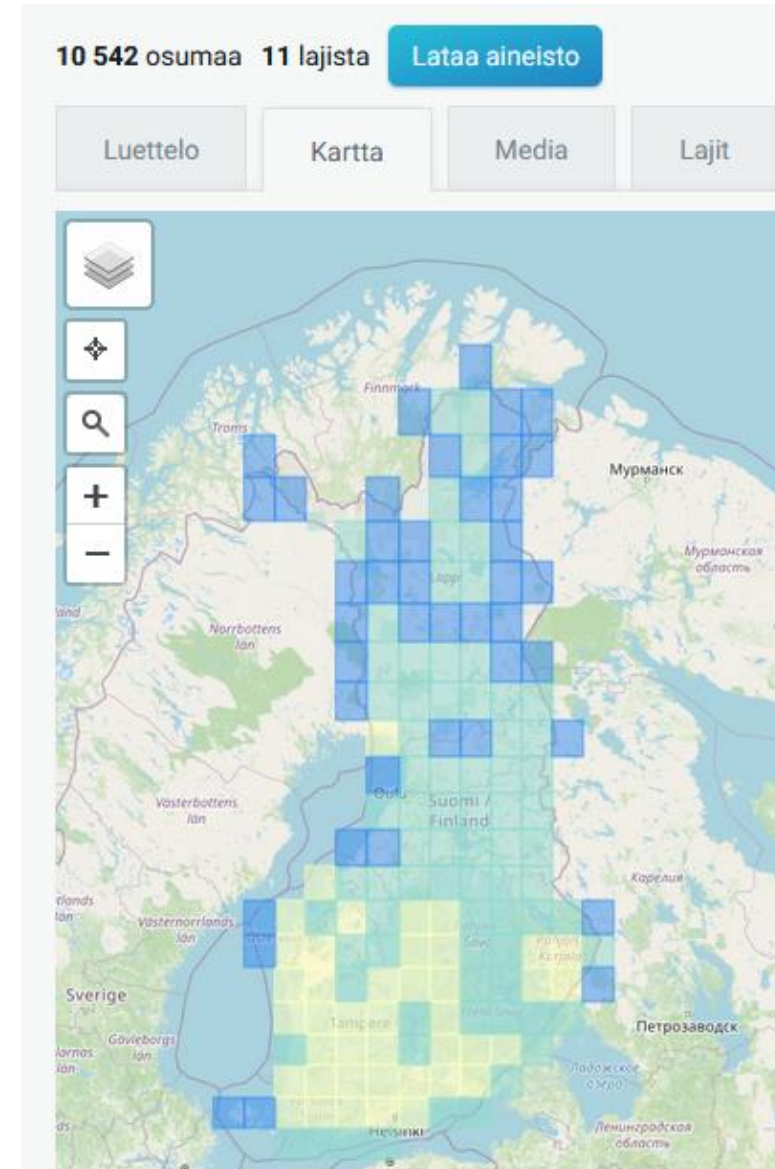 10 542 osumaa 11 lajista Lataa aineisto
Luettelo Kartta Media Lajit
Finnmark
Troms
Мурманск
Мурманская
область
Norrbottens
län
Oulu
Suomi /
Finland
Västerbottens
län
Карелия
Västernorrlands
län
Sverige
Tampere
Петрозаводск
Gävleborgs
län
Ладожское
озеро
Helsinki
Ленинградская
область